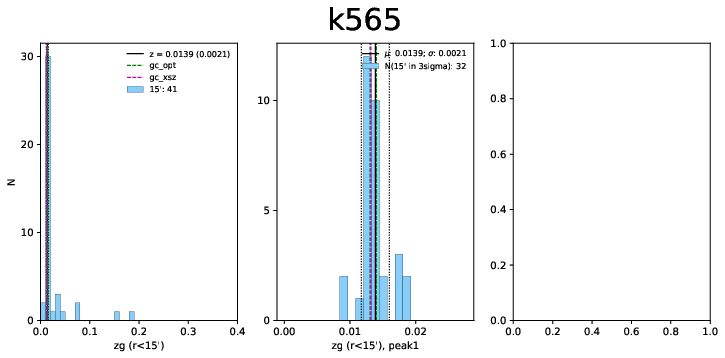 k565
30
20
10
0
N
0.0 0.1 0.2 0.3 0.4
zg (r<15')
z = 0.0139 (0.0021)
gc_opt
gc_xsz
15': 41
10
5
0
0.00 0.01 0.02
zg (r<15'), peak1
μ: 0.0139; σ: 0.0021
N(15' in 3sigma): 32
1.0
0.8
0.6
0.4
0.2
0.0
0.0 0.2 0.4 0.6 0.8 1.0